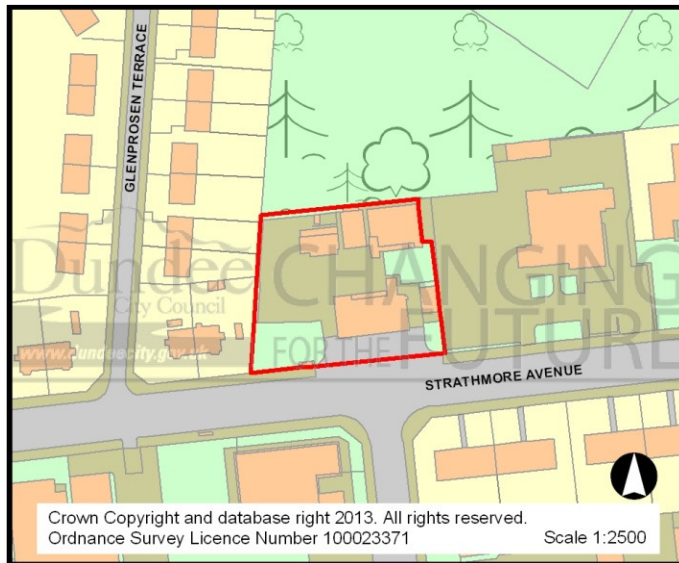 GLENPROSEN TERRACE
Dundee
City Council
www.dundeecity.gov.uk
CHANGING
FOR THE FUTURE
STRATHMORE AVENUE
Crown Copyright and database right 2013. All rights reserved.
Ordnance Survey Licence Number 100023371
Scale 1:2500